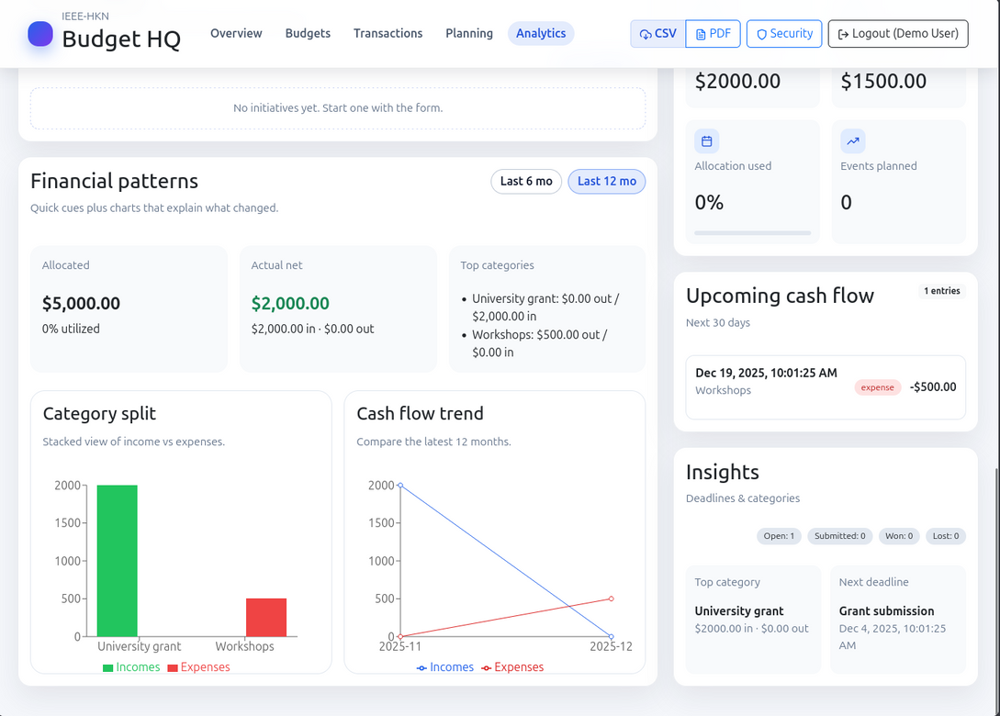 IEEE-HKN
Budget HQ
Overview
Budgets
Transactions
Planning
Analytics
CSV
PDF
Security
Logout (Demo User)
No initiatives yet. Start one with the form.
Financial patterns
Last 6 mo
Last 12 mo
Quick cues plus charts that explain what changed.
Allocated
$5,000.00
0% utilized
Actual net
$2,000.00
$2,000.00 in · $0.00 out
Top categories
• University grant: $0.00 out /
$2,000.00 in
• Workshops: $500.00 out /
$0.00 in
Category split
Stacked view of income vs expenses.
2000
1500
1000
500
0
University grant
Workshops
Incomes
Expenses
Cash flow trend
Compare the latest 12 months.
2000
1500
1000
500
0
2025-11
2025-12
Incomes
Expenses
$2000.00
$1500.00
Allocation used
0%
Events planned
0
Upcoming cash flow
1 entries
Next 30 days
Dec 19, 2025, 10:01:25 AM
Workshops
expense
-$500.00
Insights
Deadlines & categories
Open: 1
Submitted: 0
Won: 0
Lost: 0
Top category
University grant
$2000.00 in · $0.00 out
Next deadline
Grant submission
Dec 4, 2025, 10:01:25
AM